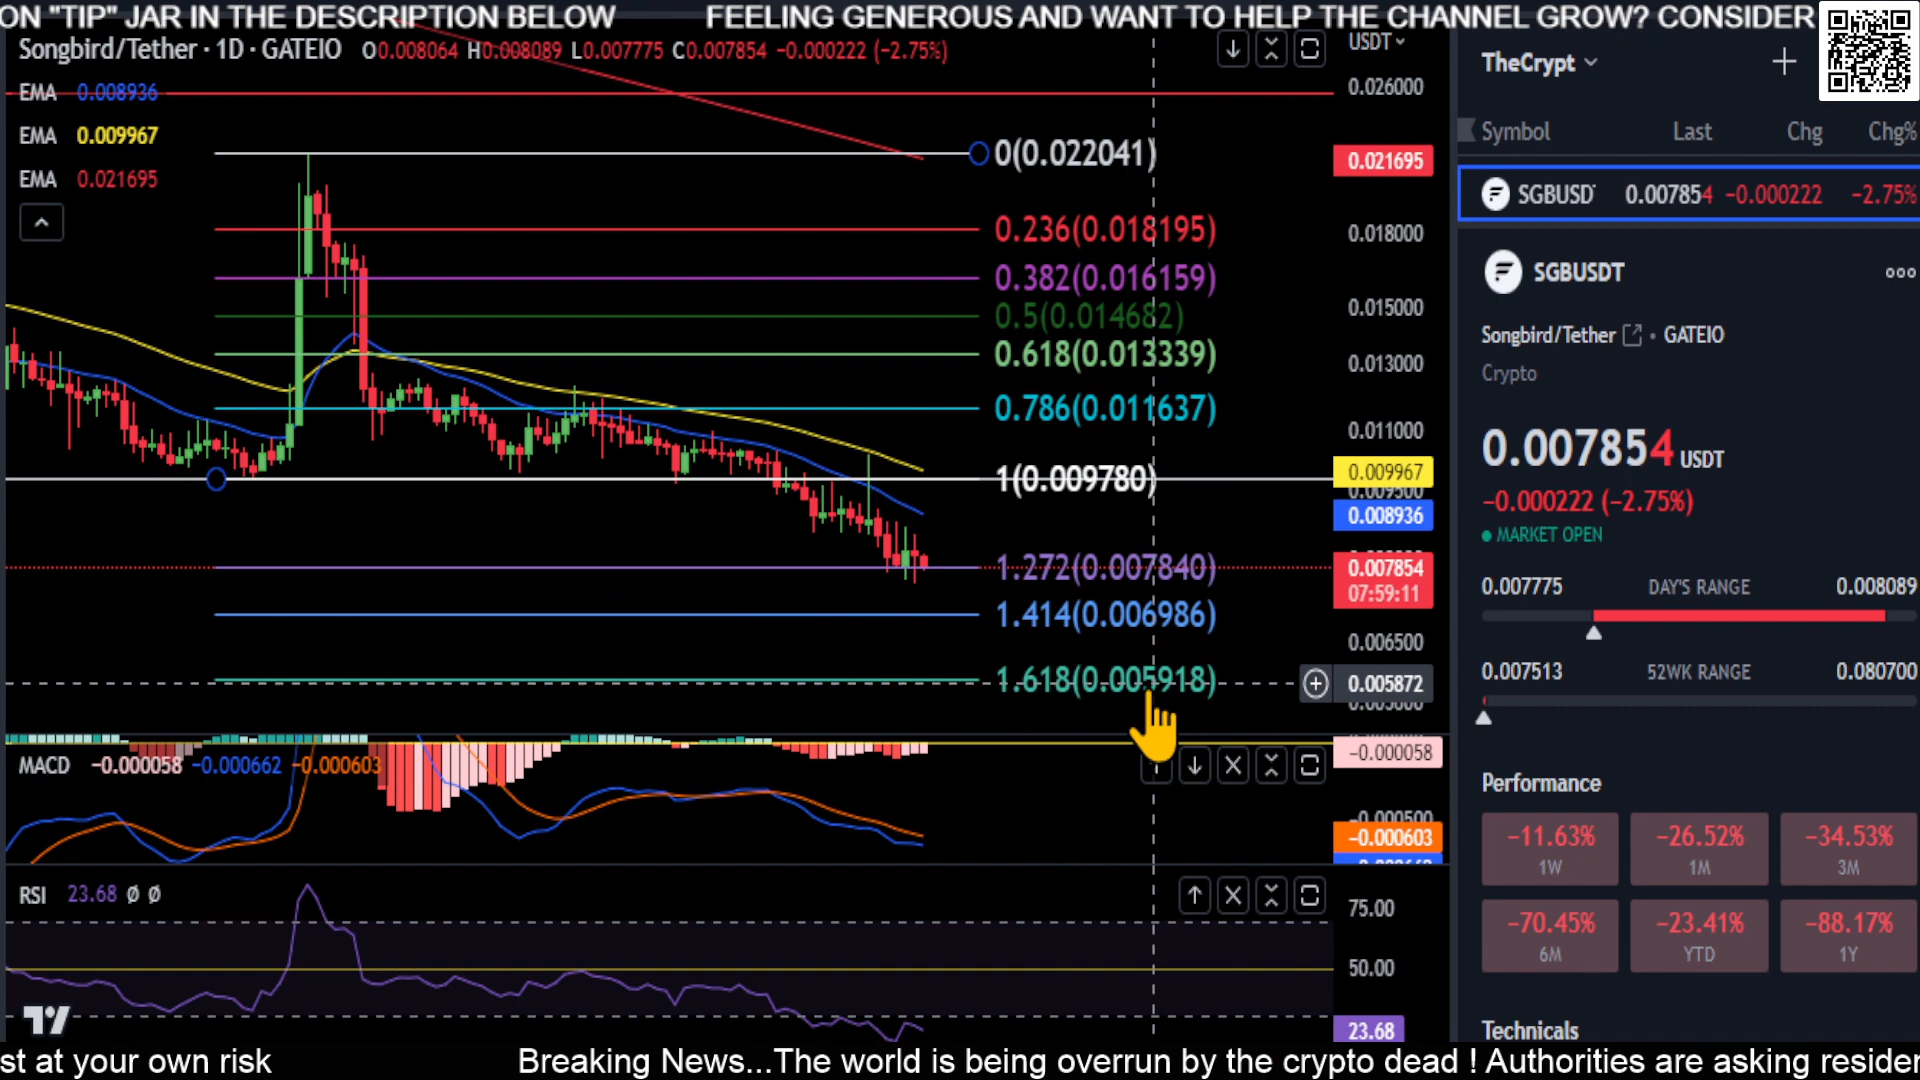 ON "TIP" JAR IN THE DESCRIPTION BELOW FEELING GENEROUS AND WANT TO HELP THE CHANNEL GROW? CONSIDER
Songbird/Tether · 1D · GATEIO O0.008064 H0.008089 L0.007775 C0.007854 −0.000222 (−2.75%)
EMA 0.008936
EMA 0.009967
EMA 0.021695
0(0.022041)
0.236(0.018195)
0.382(0.016159)
0.5(0.014682)
0.618(0.013339)
0.786(0.011637)
1(0.009780)
1.272(0.007840)
1.414(0.006986)
1.618(0.005918)
USDT
0.026000
0.021695
0.018000
0.015000
0.013000
0.011000
0.009967
0.009500
0.008936
0.007854
07:59:11
0.006500
0.005872
MACD −0.000058 −0.000662 −0.000603
−0.000058
−0.000500
−0.000603
RSI 23.68 Ø Ø
75.00
50.00
23.68
TheCrypt
Symbol Last Chg Chg%
SGBUSD 0.007854 −0.000222 −2.75%
SGBUSDT
Songbird/Tether · GATEIO
Crypto
0.007854 USDT
−0.000222 (−2.75%)
MARKET OPEN
0.007775 DAY'S RANGE 0.008089
0.007513 52WK RANGE 0.080700
Performance
−11.63% −26.52% −34.53%
1W 1M 3M
−70.45% −23.41% −88.17%
6M YTD 1Y
Technicals
st at your own risk Breaking News...The world is being overrun by the crypto dead ! Authorities are asking resider